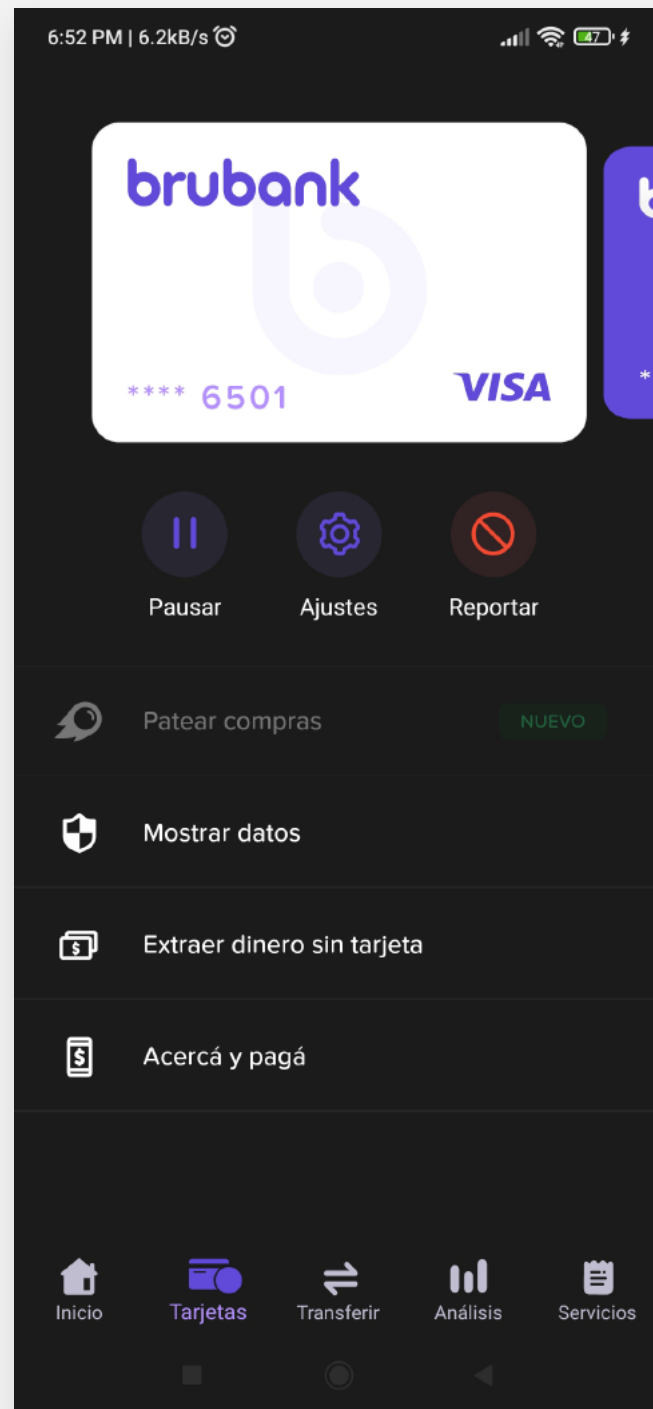 6:52 PM | 6.2kB/s
47
brubank
**** 6501
VISA
*
Pausar
Ajustes
Reportar
Patear compras
NUEVO
Mostrar datos
Extraer dinero sin tarjeta
Acercá y pagá
Inicio
Tarjetas
Transferir
Análisis
Servicios